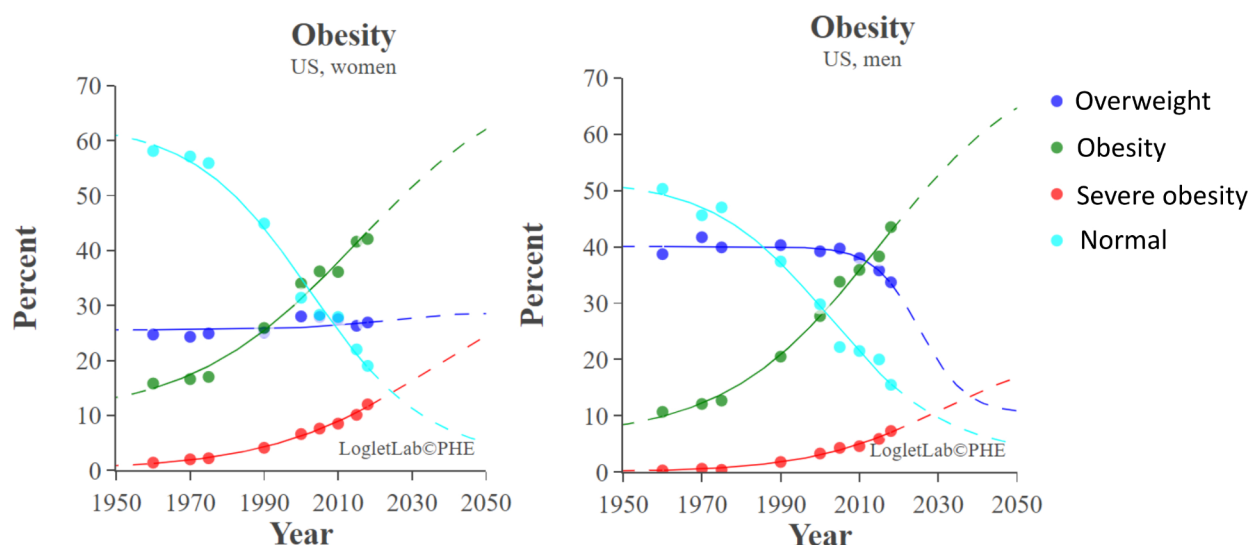 Obesity
US, women
70
60
50
40
30
20
10
0
Percent
1950 1970 1990 2010 2030 2050
Year
LogletLab©PHE
Obesity
US, men
70
60
50
40
30
20
10
0
Percent
1950 1970 1990 2010 2030 2050
Year
LogletLab©PHE
Overweight
Obesity
Severe obesity
Normal